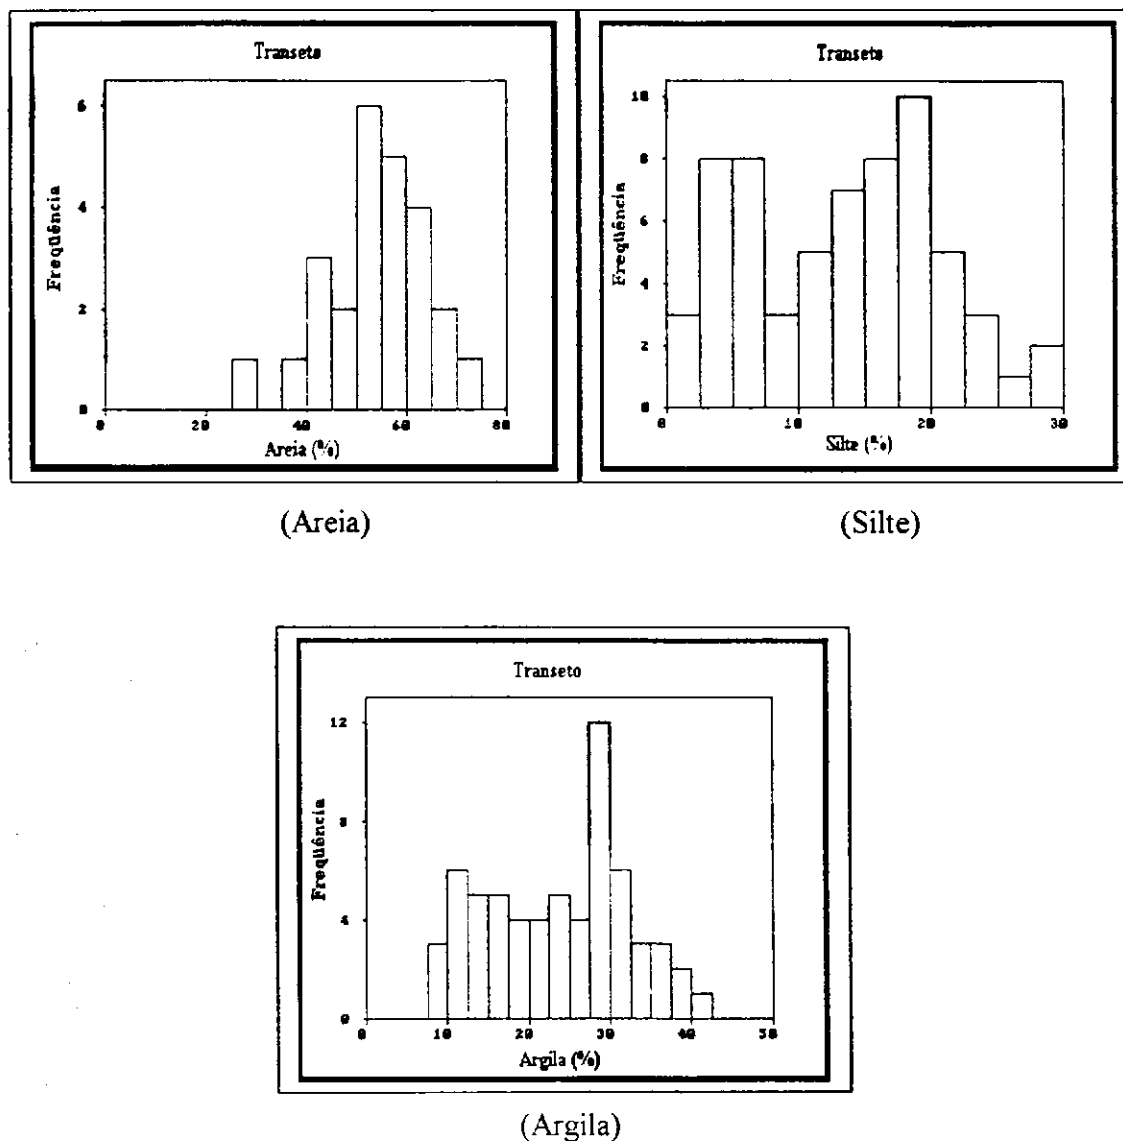 Transeto
6
4
2
0
Freqüência
0 20 40 60 80
Areia (%)
(Areia)
Transeto
10
8
6
4
2
0
Freqüência
0 10 20 30
Silte (%)
(Silte)
Transeto
12
8
4
0
Freqüência
0 10 20 30 40 50
Argila (%)
(Argila)